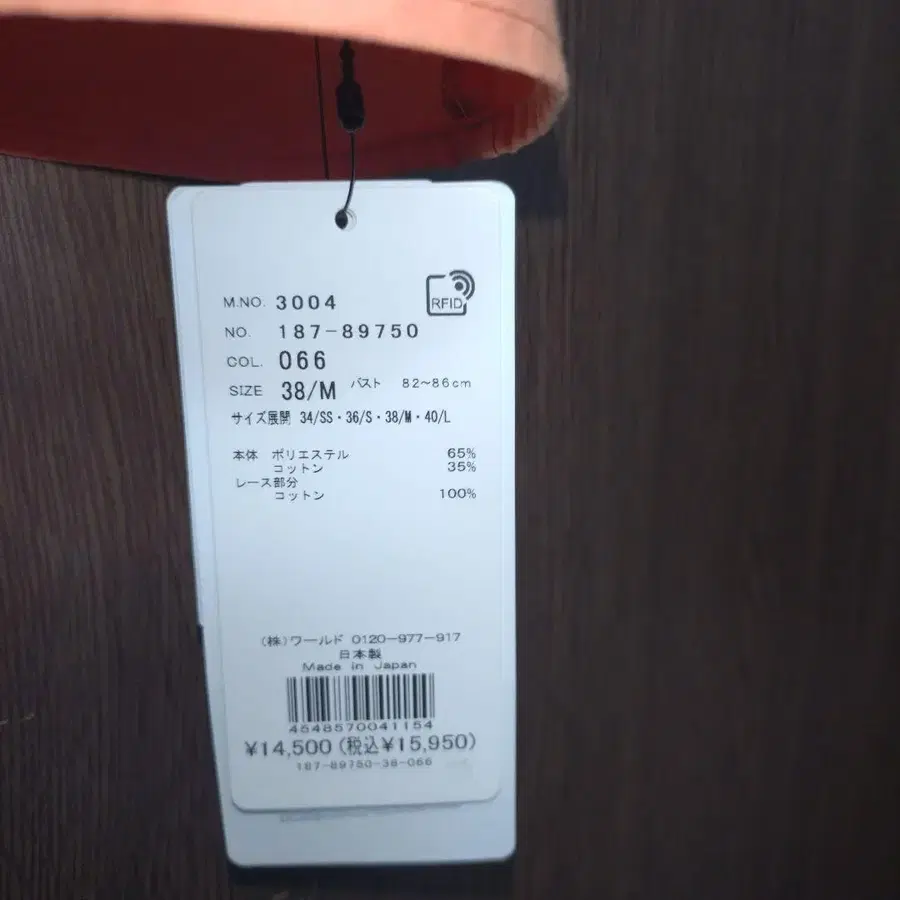 RFID
M.NO. 3004
NO. 187-89750
COL. 066
SIZE 38/M バスト 82〜86cm
サイズ展開 34/SS・36/S・38/M・40/L
本体 ポリエステル 65%
コットン 35%
レース部分
コットン 100%
(株)ワールド 0120-977-917
日本製
Made in Japan
4548570041154
¥14,500(税込¥15,950)
187-89750-38-066